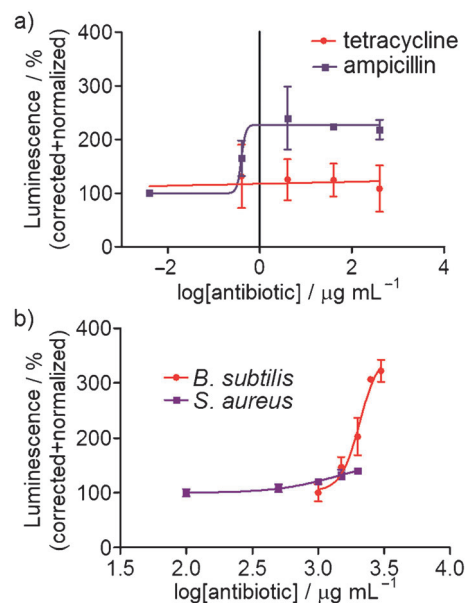 a)
tetracycline
ampicillin
400
300
200
100
0
Luminescence / %
(corrected+normalized)
−2 0 2 4
log[antibiotic] / μg mL⁻¹
b)
B. subtilis
S. aureus
400
300
200
100
0
Luminescence / %
(corrected+normalized)
1.5 2.0 2.5 3.0 3.5 4.0
log[antibiotic] / μg mL⁻¹